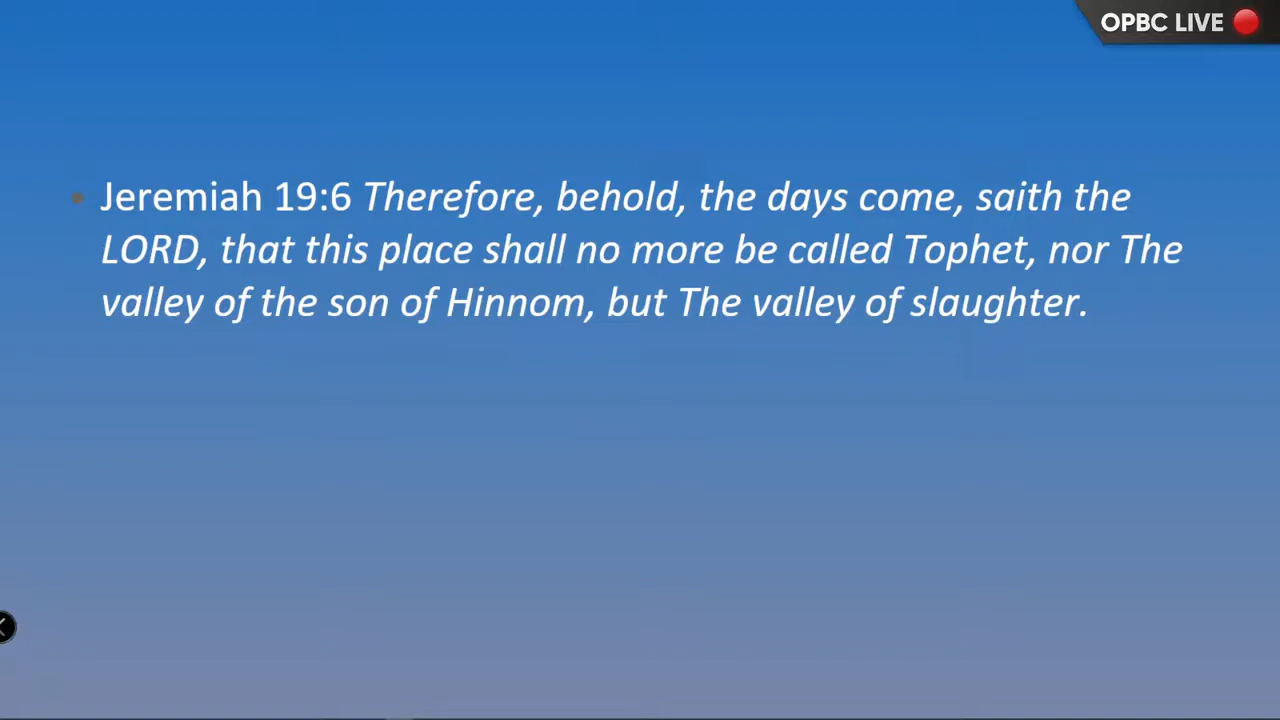 OPBC LIVE
• Jeremiah 19:6 Therefore, behold, the days come, saith the
LORD, that this place shall no more be called Tophet, nor The
valley of the son of Hinnom, but The valley of slaughter.